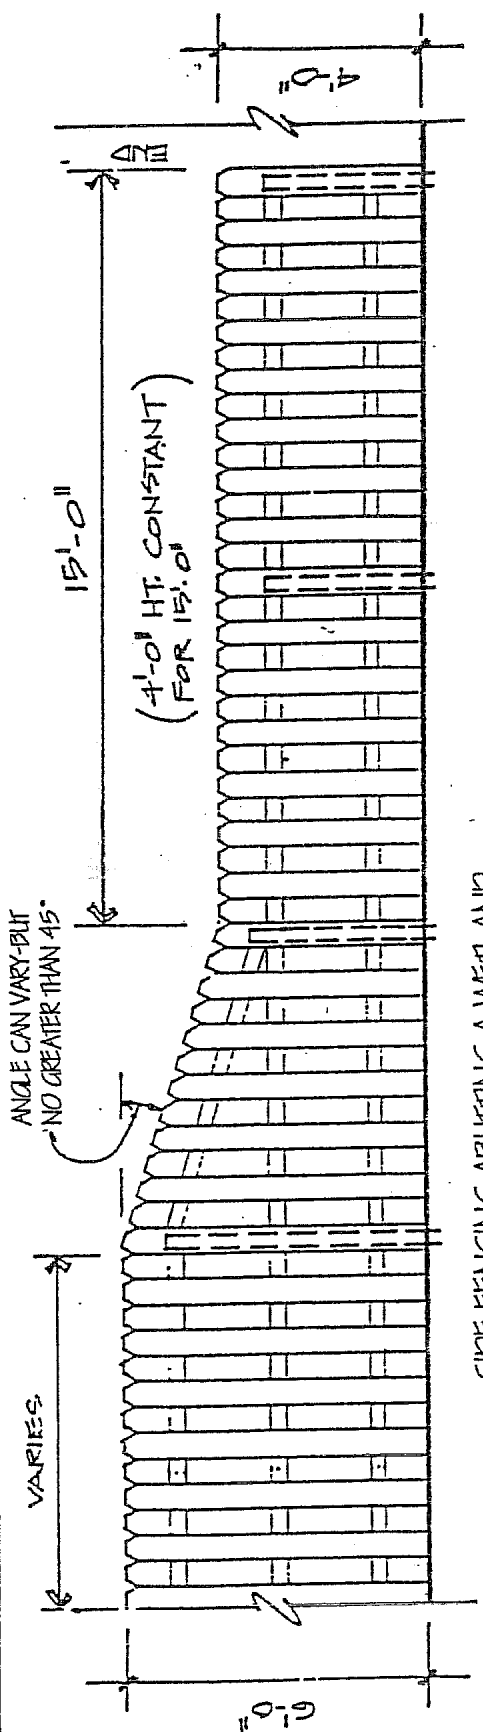 ANGLE CAN VARY-BUT
NO GREATER THAN 45°
VARIES
15'-0"
(4'-0" HT. CONSTANT
FOR 15'.0")
6'-0"
4'-0"